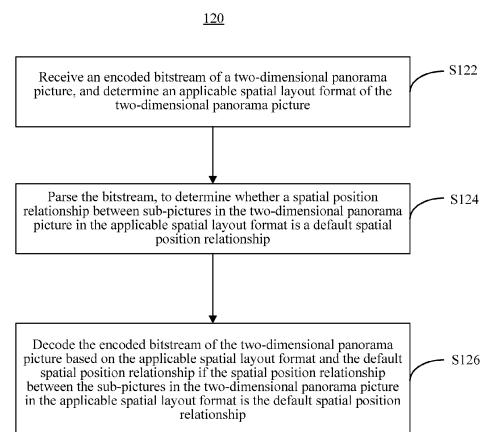 120
Receive an encoded bitstream of a two-dimensional panorama
picture, and determine an applicable spatial layout format of
the two-dimensional panorama picture
S122
Parse the bitstream, to determine whether a spatial position
relationship between sub-pictures in the two-dimensional panorama
picture in the applicable spatial layout format is a default spatial
position relationship
S124
Decode the encoded bitstream of the two-dimensional panorama
picture based on the applicable spatial layout format and the default
spatial position relationship if the spatial position relationship
between the sub-pictures in the two-dimensional panorama picture
in the applicable spatial layout format is the default spatial position
relationship
S126